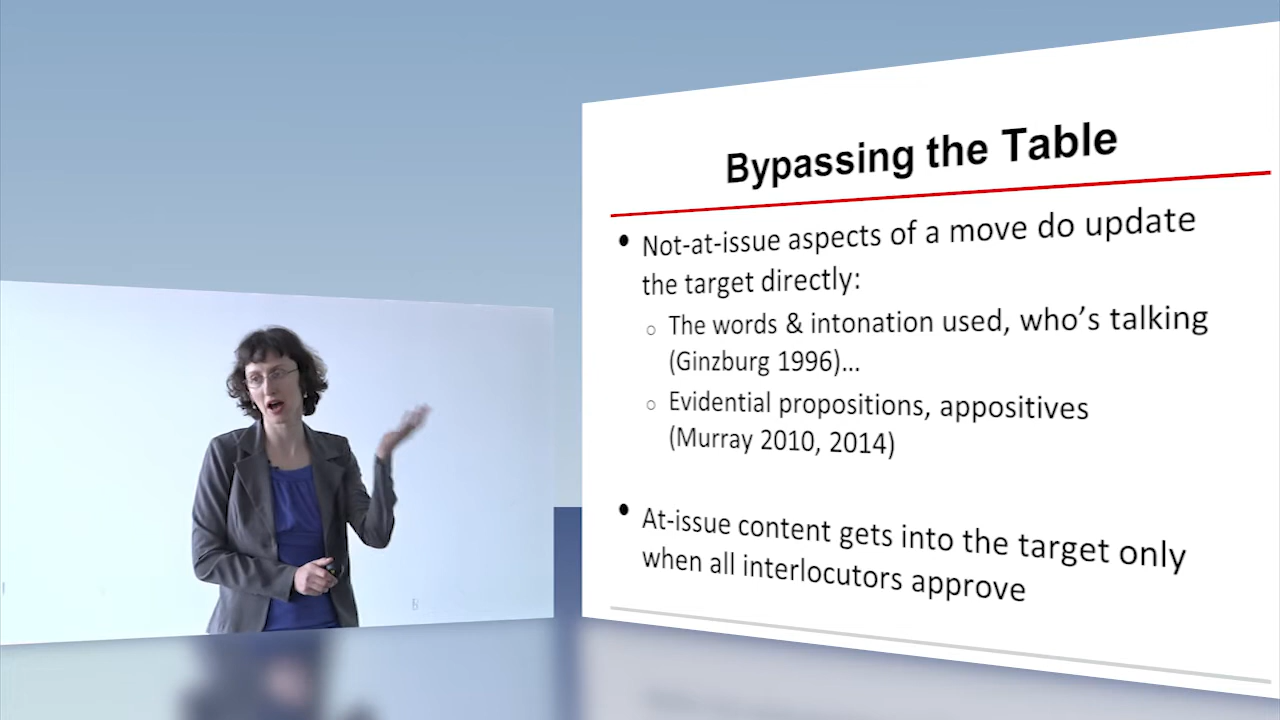 Bypassing the Table
• Not-at-issue aspects of a move do update
the target directly:
○ The words & intonation used, who's talking
(Ginzburg 1996)...
○ Evidential propositions, appositives
(Murray 2010, 2014)
• At-issue content gets into the target only
when all interlocutors approve